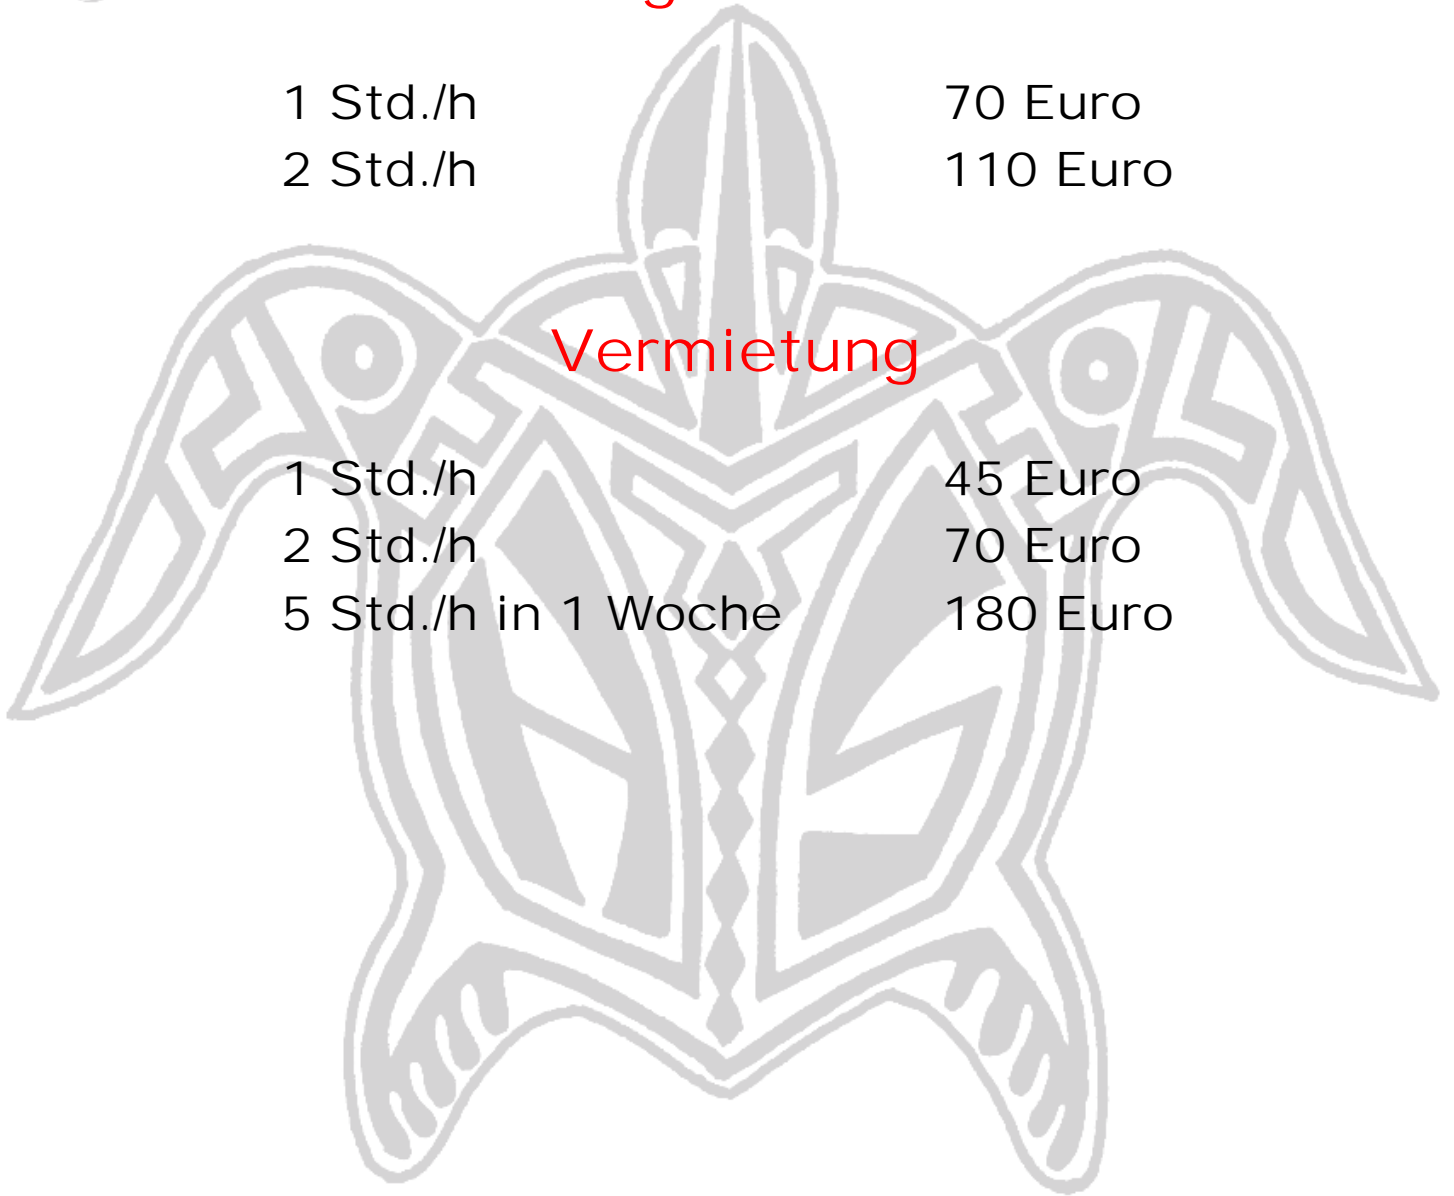 1 Std./h 70 Euro
2 Std./h 110 Euro
Vermietung
1 Std./h 45 Euro
2 Std./h 70 Euro
5 Std./h in 1 Woche 180 Euro